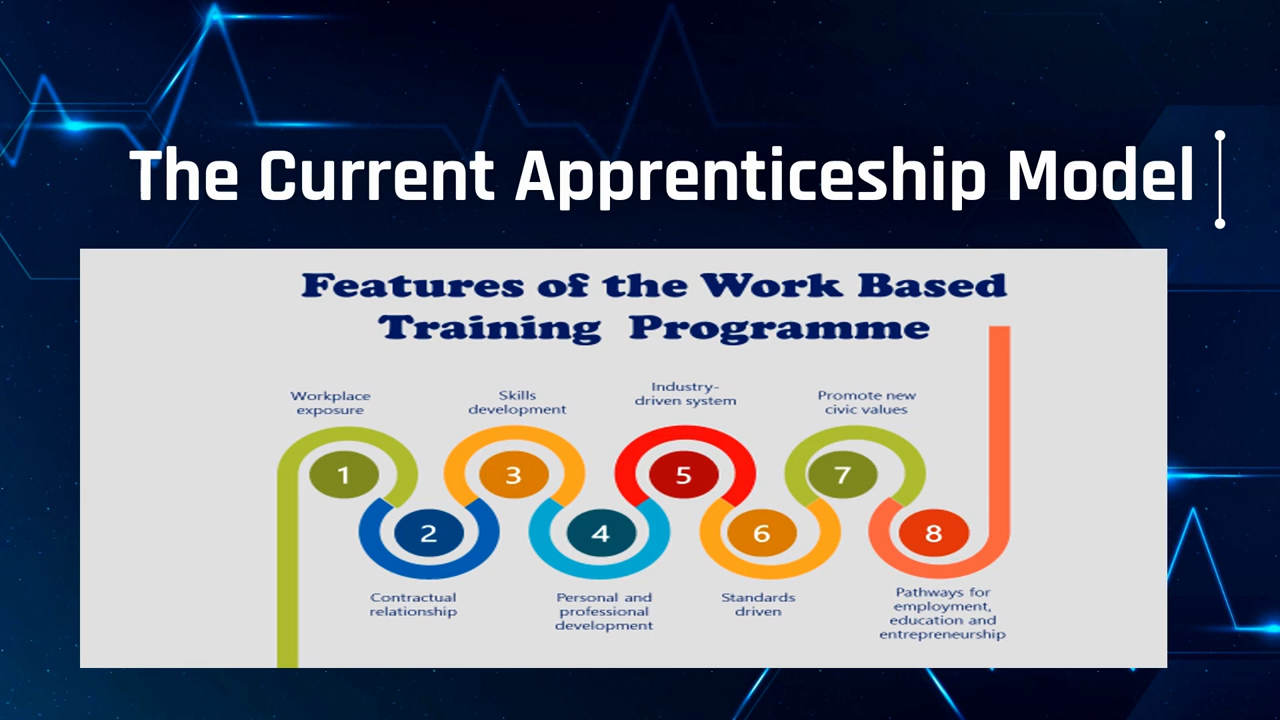 The Current Apprenticeship Model
Features of the Work Based
Training Programme
Workplace
exposure
1
Contractual
relationship
2
Skills
development
3
Personal and
professional
development
4
Industry-
driven system
5
Standards
driven
6
Promote new
civic values
7
Pathways for
employment,
education and
entrepreneurship
8